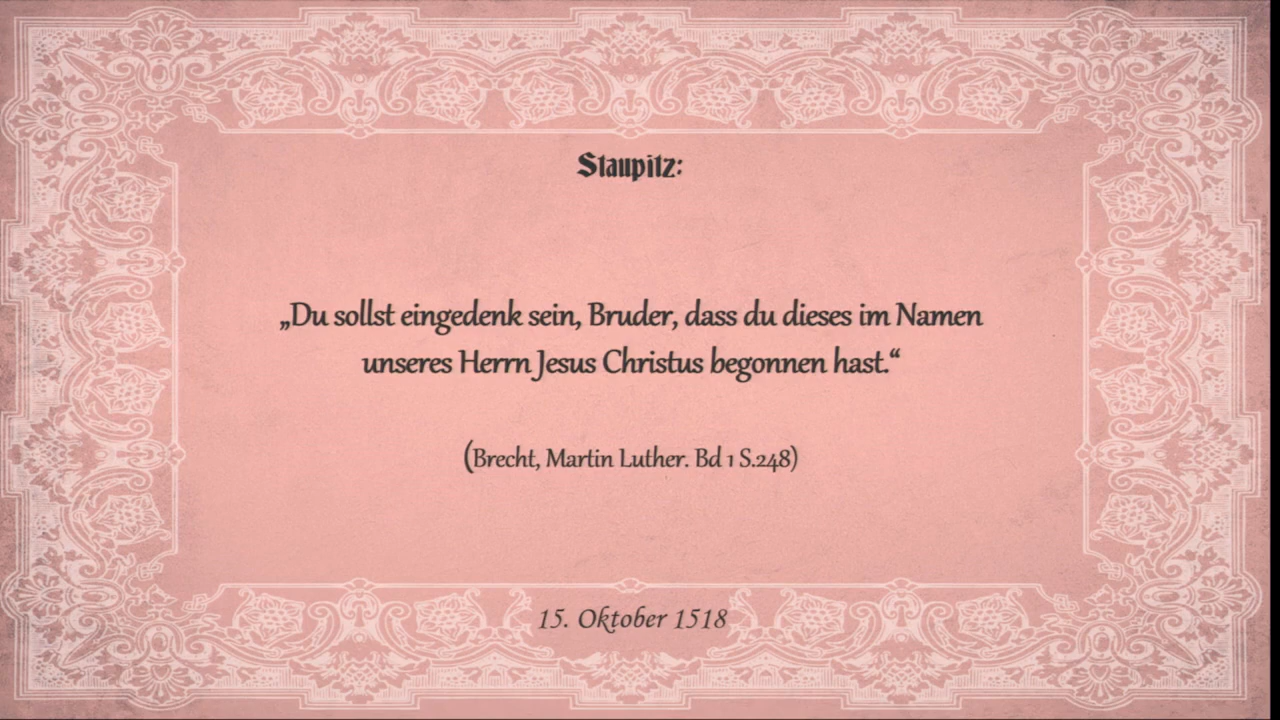 Staupitz:
„Du sollst eingedenk sein, Bruder, dass du dieses im Namen
unseres Herrn Jesus Christus begonnen hast.“
(Brecht, Martin Luther. Bd 1 S.248)
15. Oktober 1518